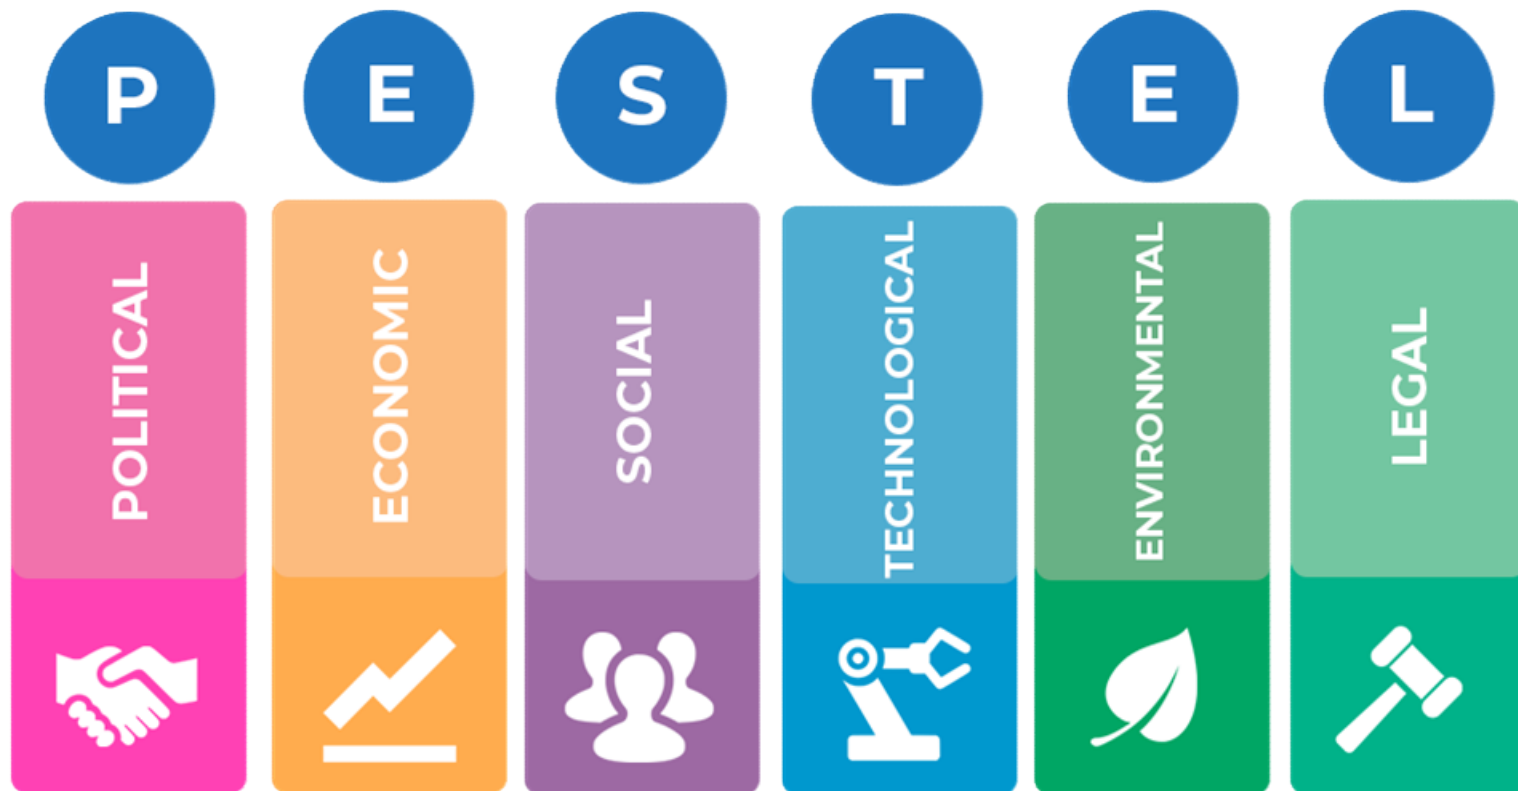 P
E
S
T
E
L
POLITICAL
ECONOMIC
SOCIAL
TECHNOLOGICAL
ENVIRONMENTAL
LEGAL